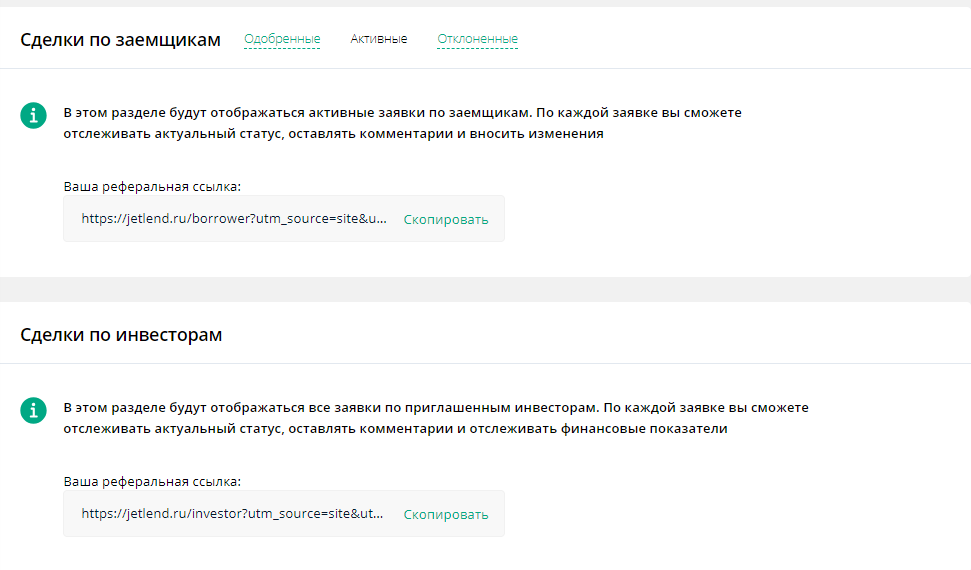 Сделки по заемщикам Одобренные Активные Отклоненные
В этом разделе будут отображаться активные заявки по заемщикам. По каждой заявке вы сможете
отслеживать актуальный статус, оставлять комментарии и вносить изменения
Ваша реферальная ссылка:
https://jetlend.ru/borrower?utm_source=site&u... Скопировать
Сделки по инвесторам
В этом разделе будут отображаться все заявки по приглашенным инвесторам. По каждой заявке вы сможете
отслеживать актуальный статус, оставлять комментарии и отслеживать финансовые показатели
Ваша реферальная ссылка:
https://jetlend.ru/investor?utm_source=site&ut... Скопировать